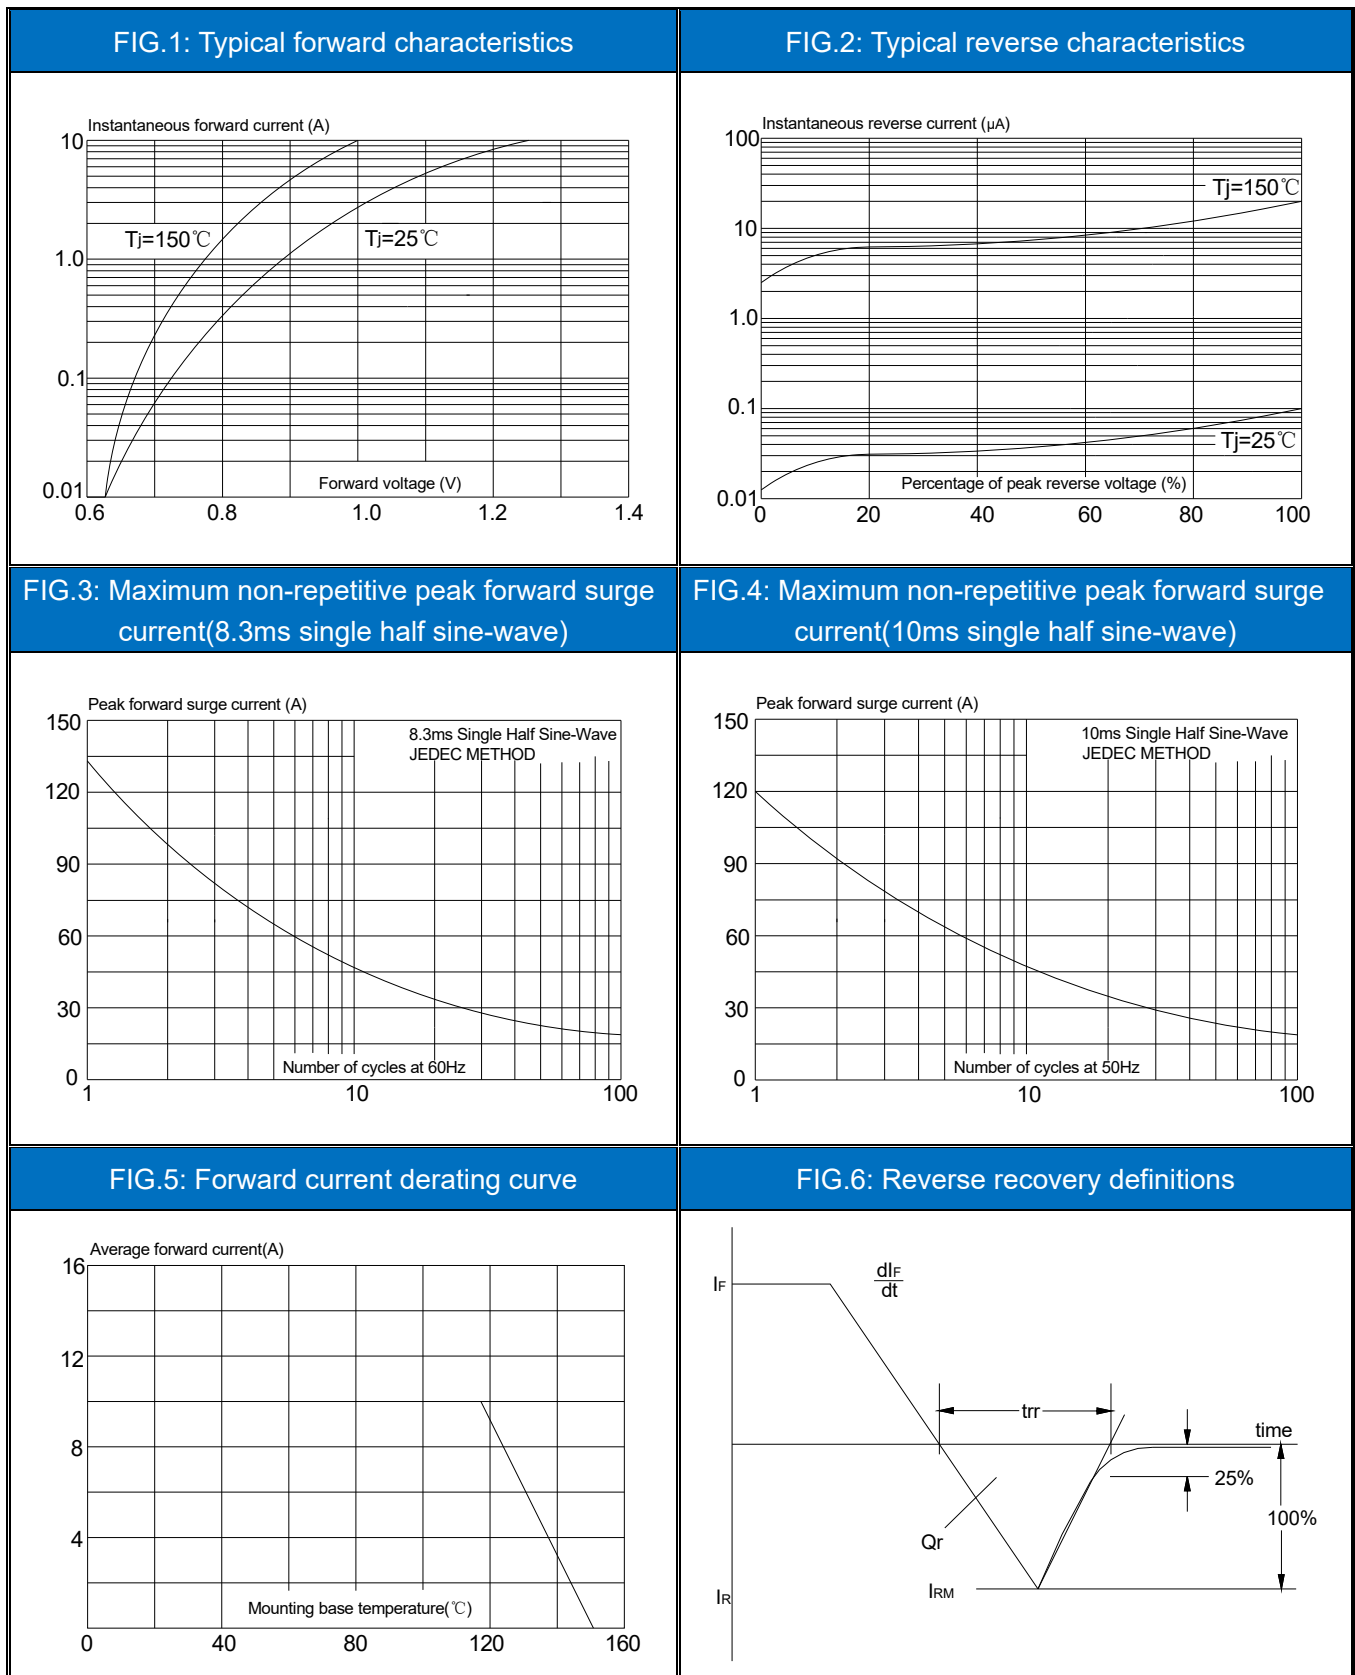 FIG.1: Typical forward characteristics
Instantaneous forward current (A)
10
1.0
0.1
0.01
Tj=150℃
Tj=25℃
Forward voltage (V)
0.6 0.8 1.0 1.2 1.4
FIG.2: Typical reverse characteristics
Instantaneous reverse current (μA)
100
10
1.0
0.1
0.01
Tj=150℃
Tj=25℃
Percentage of peak reverse voltage (%)
0 20 40 60 80 100
FIG.3: Maximum non-repetitive peak forward surge
current(8.3ms single half sine-wave)
Peak forward surge current (A)
150
120
90
60
30
0
8.3ms Single Half Sine-Wave
JEDEC METHOD
Number of cycles at 60Hz
1 10 100
FIG.4: Maximum non-repetitive peak forward surge
current(10ms single half sine-wave)
Peak forward surge current (A)
150
120
90
60
30
0
10ms Single Half Sine-Wave
JEDEC METHOD
Number of cycles at 50Hz
1 10 100
FIG.5: Forward current derating curve
Average forward current(A)
16
12
8
4
Mounting base temperature(℃)
0 40 80 120 160
FIG.6: Reverse recovery definitions
IF
dIF
dt
trr
time
25%
100%
Qr
IRM
IR